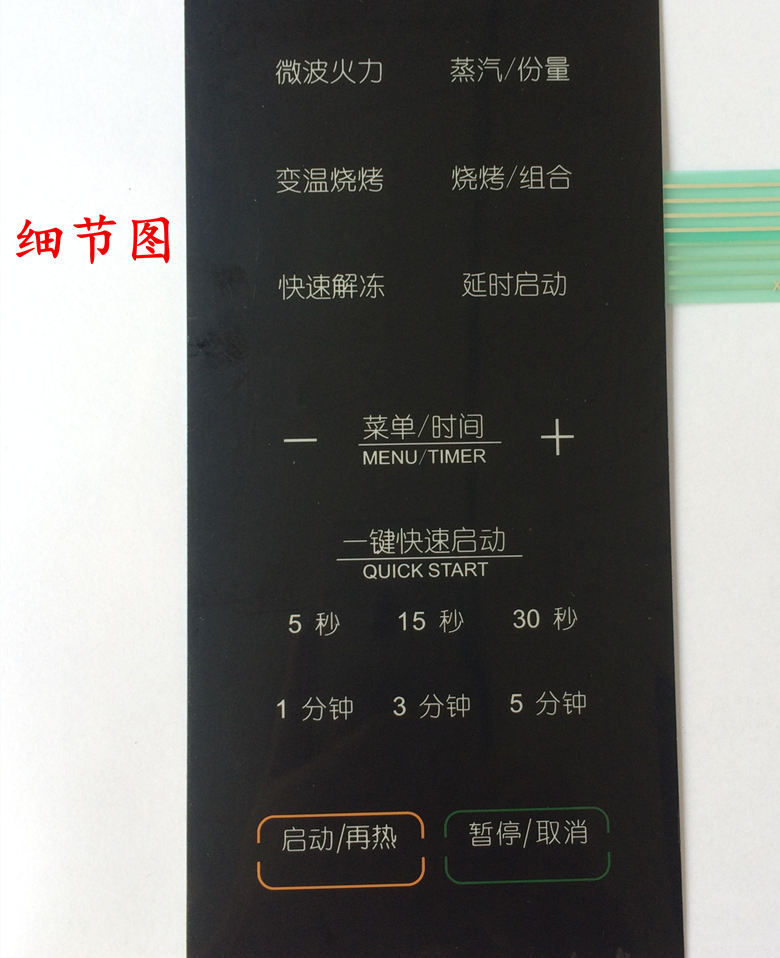 微波火力 蒸汽/份量
变温烧烤 烧烤/组合
细节图
快速解冻 延时启动
— 菜单/时间 +
MENU/TIMER
一键快速启动
QUICK START
5 秒 15 秒 30 秒
1 分钟 3 分钟 5 分钟
启动/再热 暂停/取消